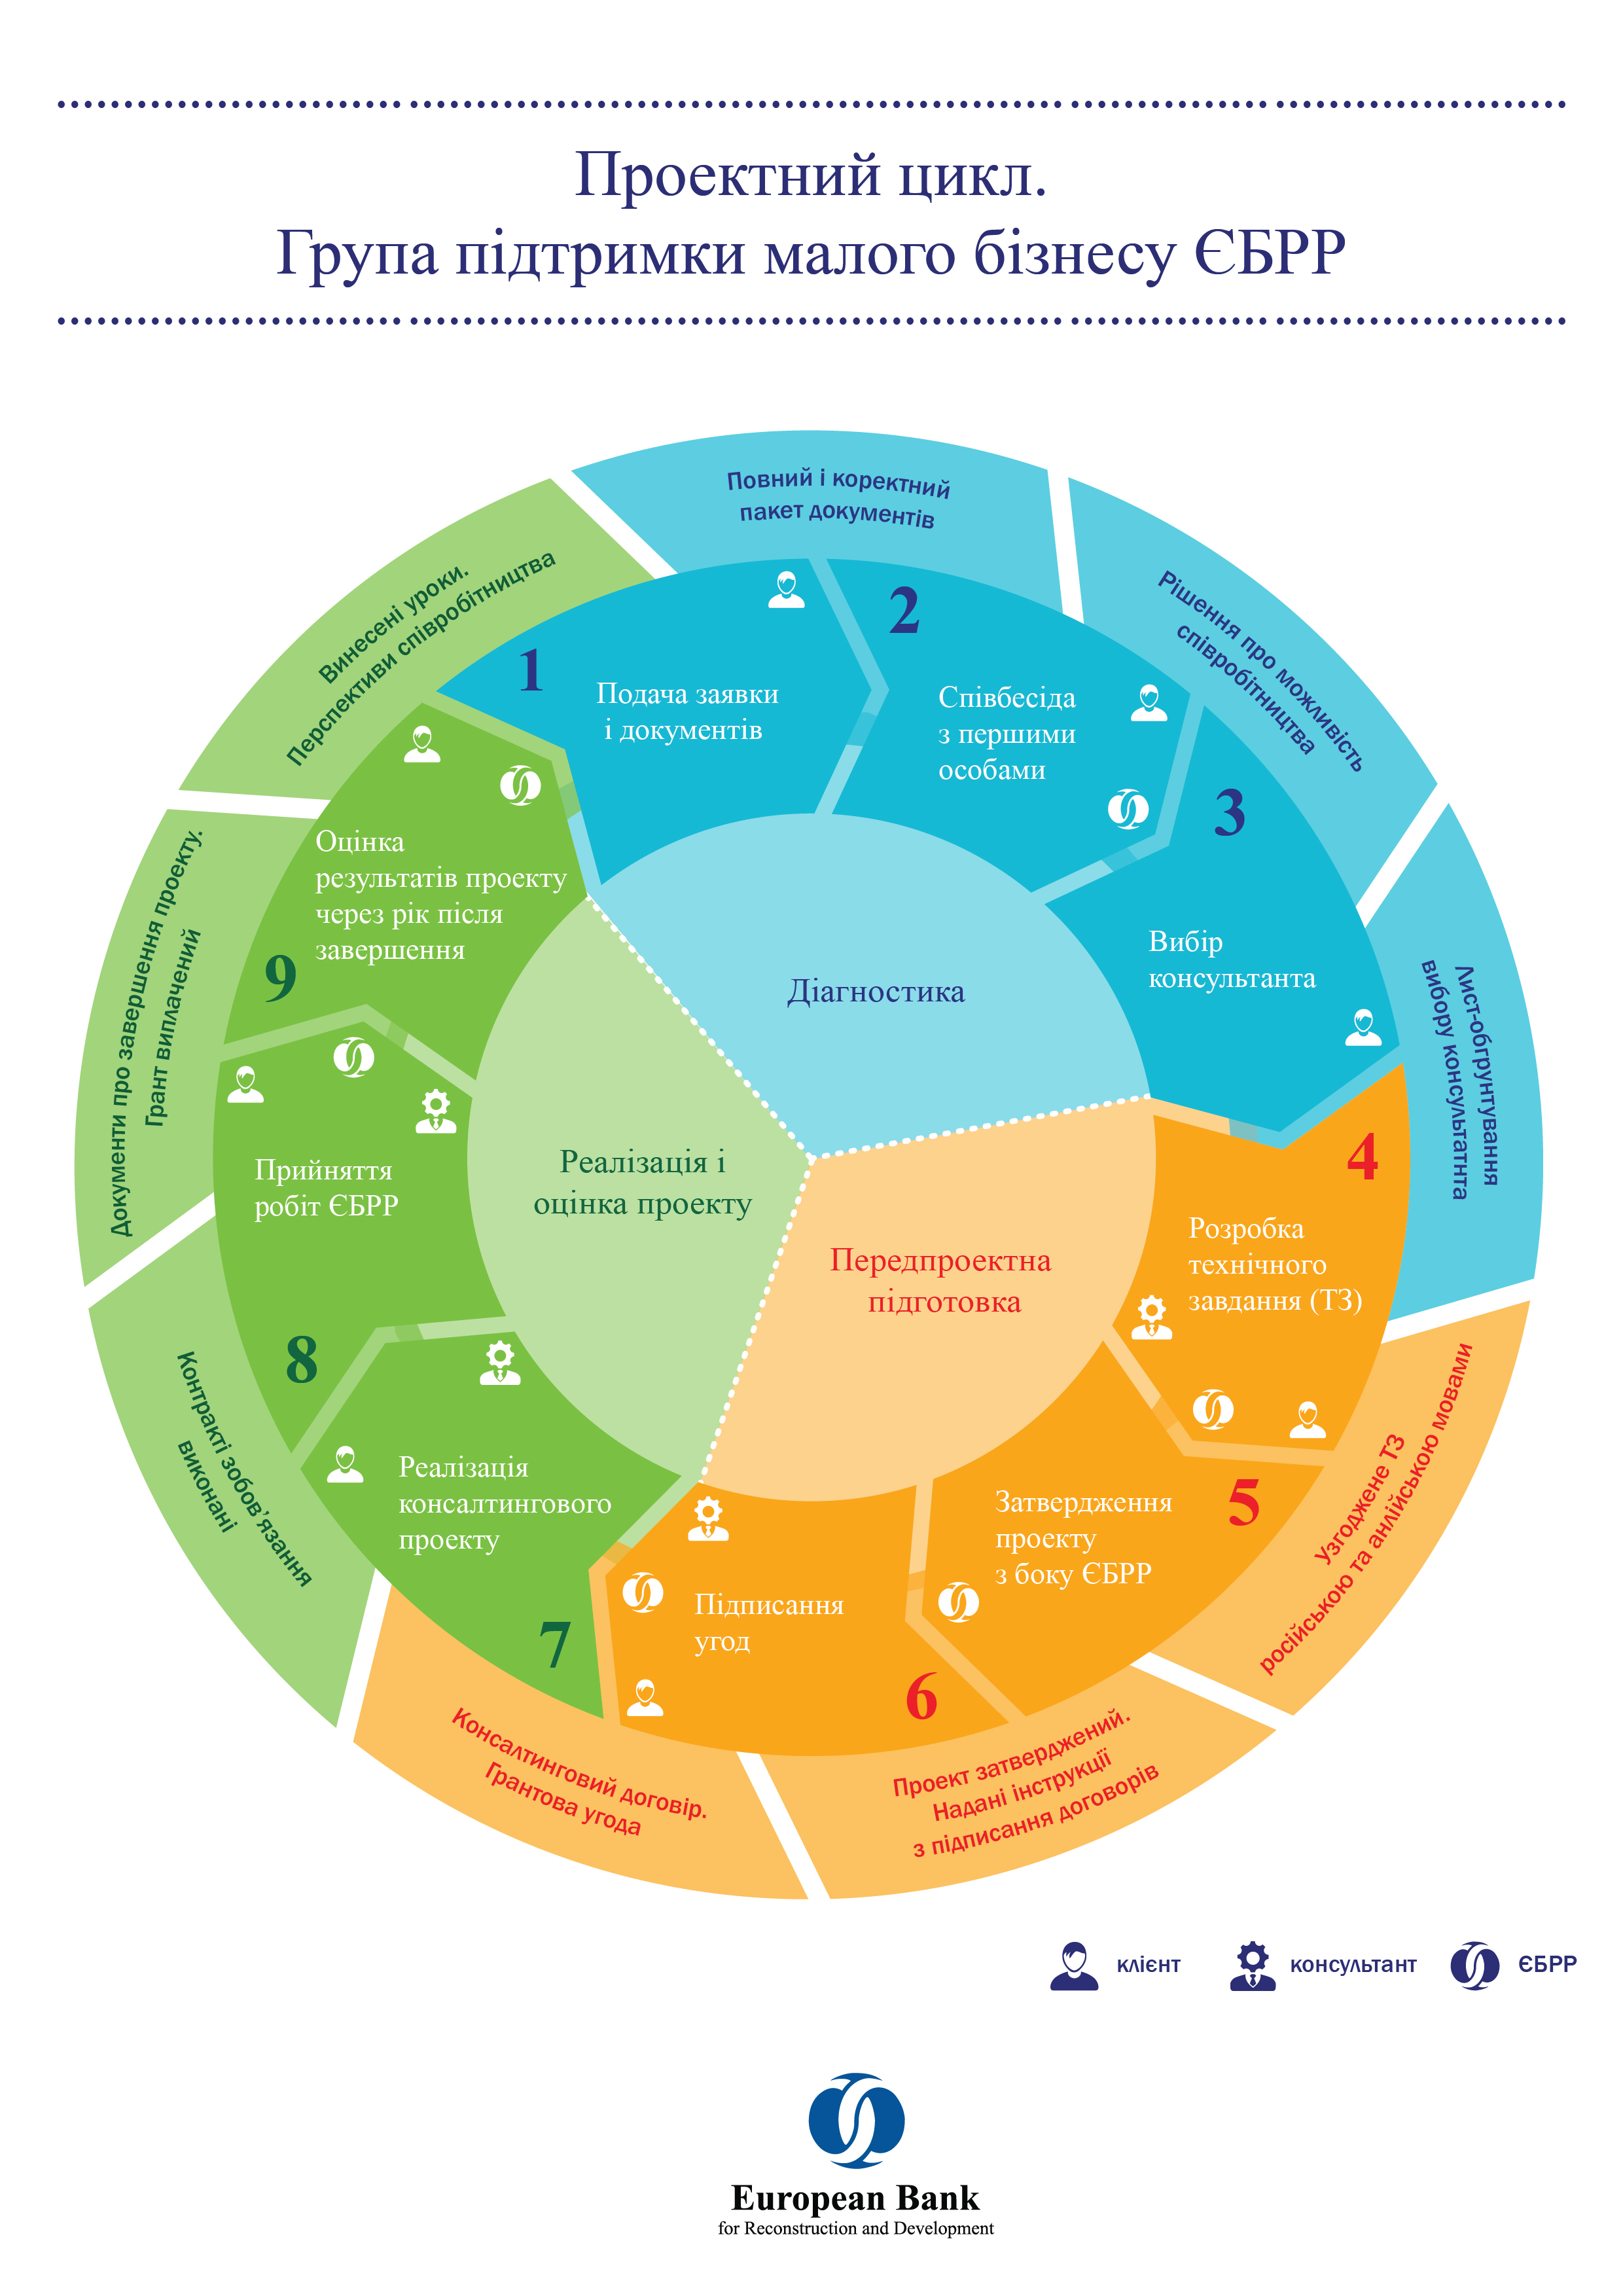 Проектний цикл.
Група підтримки малого бізнесу ЄБРР
Повний і коректний
пакет документів
Рішення про можливість
співробітництва
Лист-обгрунтування
вибору консультатнта
Узгоджене ТЗ
російською та анлійською мовами
Проект затверджений.
Надані інструкції
з підписання договорів
Консалтинговий договір.
Грантова угода
Контракті зобов’язання
виконані
Документи про завершення проекту.
Грант виплачений
Винесені уроки.
Перспективи співробітництва
1
Подача заявки
і документів
2
Співбесіда
з першими
особами
3
Вибір
консультанта
4
Розробка
технічного
завдання (ТЗ)
5
Затвердження
проекту
з боку ЄБРР
6
Підписання
угод
7
Реалізація
консалтингового
проекту
8
Прийняття
робіт ЄБРР
9
Оцінка
результатів проекту
через рік після
завершення
Діагностика
Передпроектна
підготовка
Реалізація і
оцінка проекту
клієнт
консультант
ЄБРР
European Bank
for Reconstruction and Development